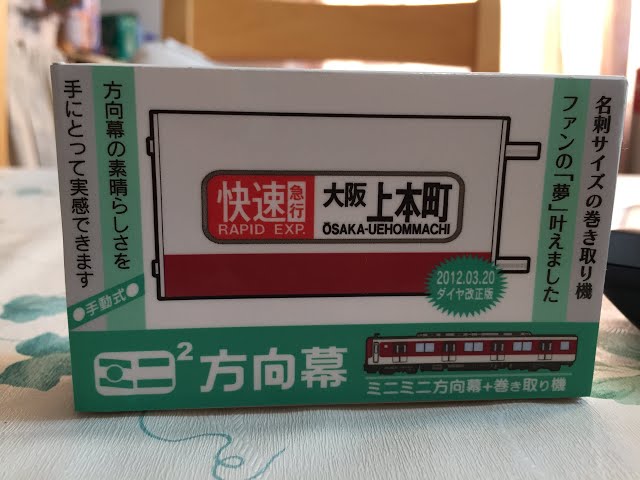 名刺サイズの巻き取り機
ファンの「夢」叶えました
方向幕の素晴らしさを
手にとって実感できます
●手動式●
快速急行 大阪上本町
RAPID EXP. ŌSAKA-UEHOMMACHI
2012.03.20
ダイヤ改正版
2 方向幕
ミニミニ方向幕+巻き取り機